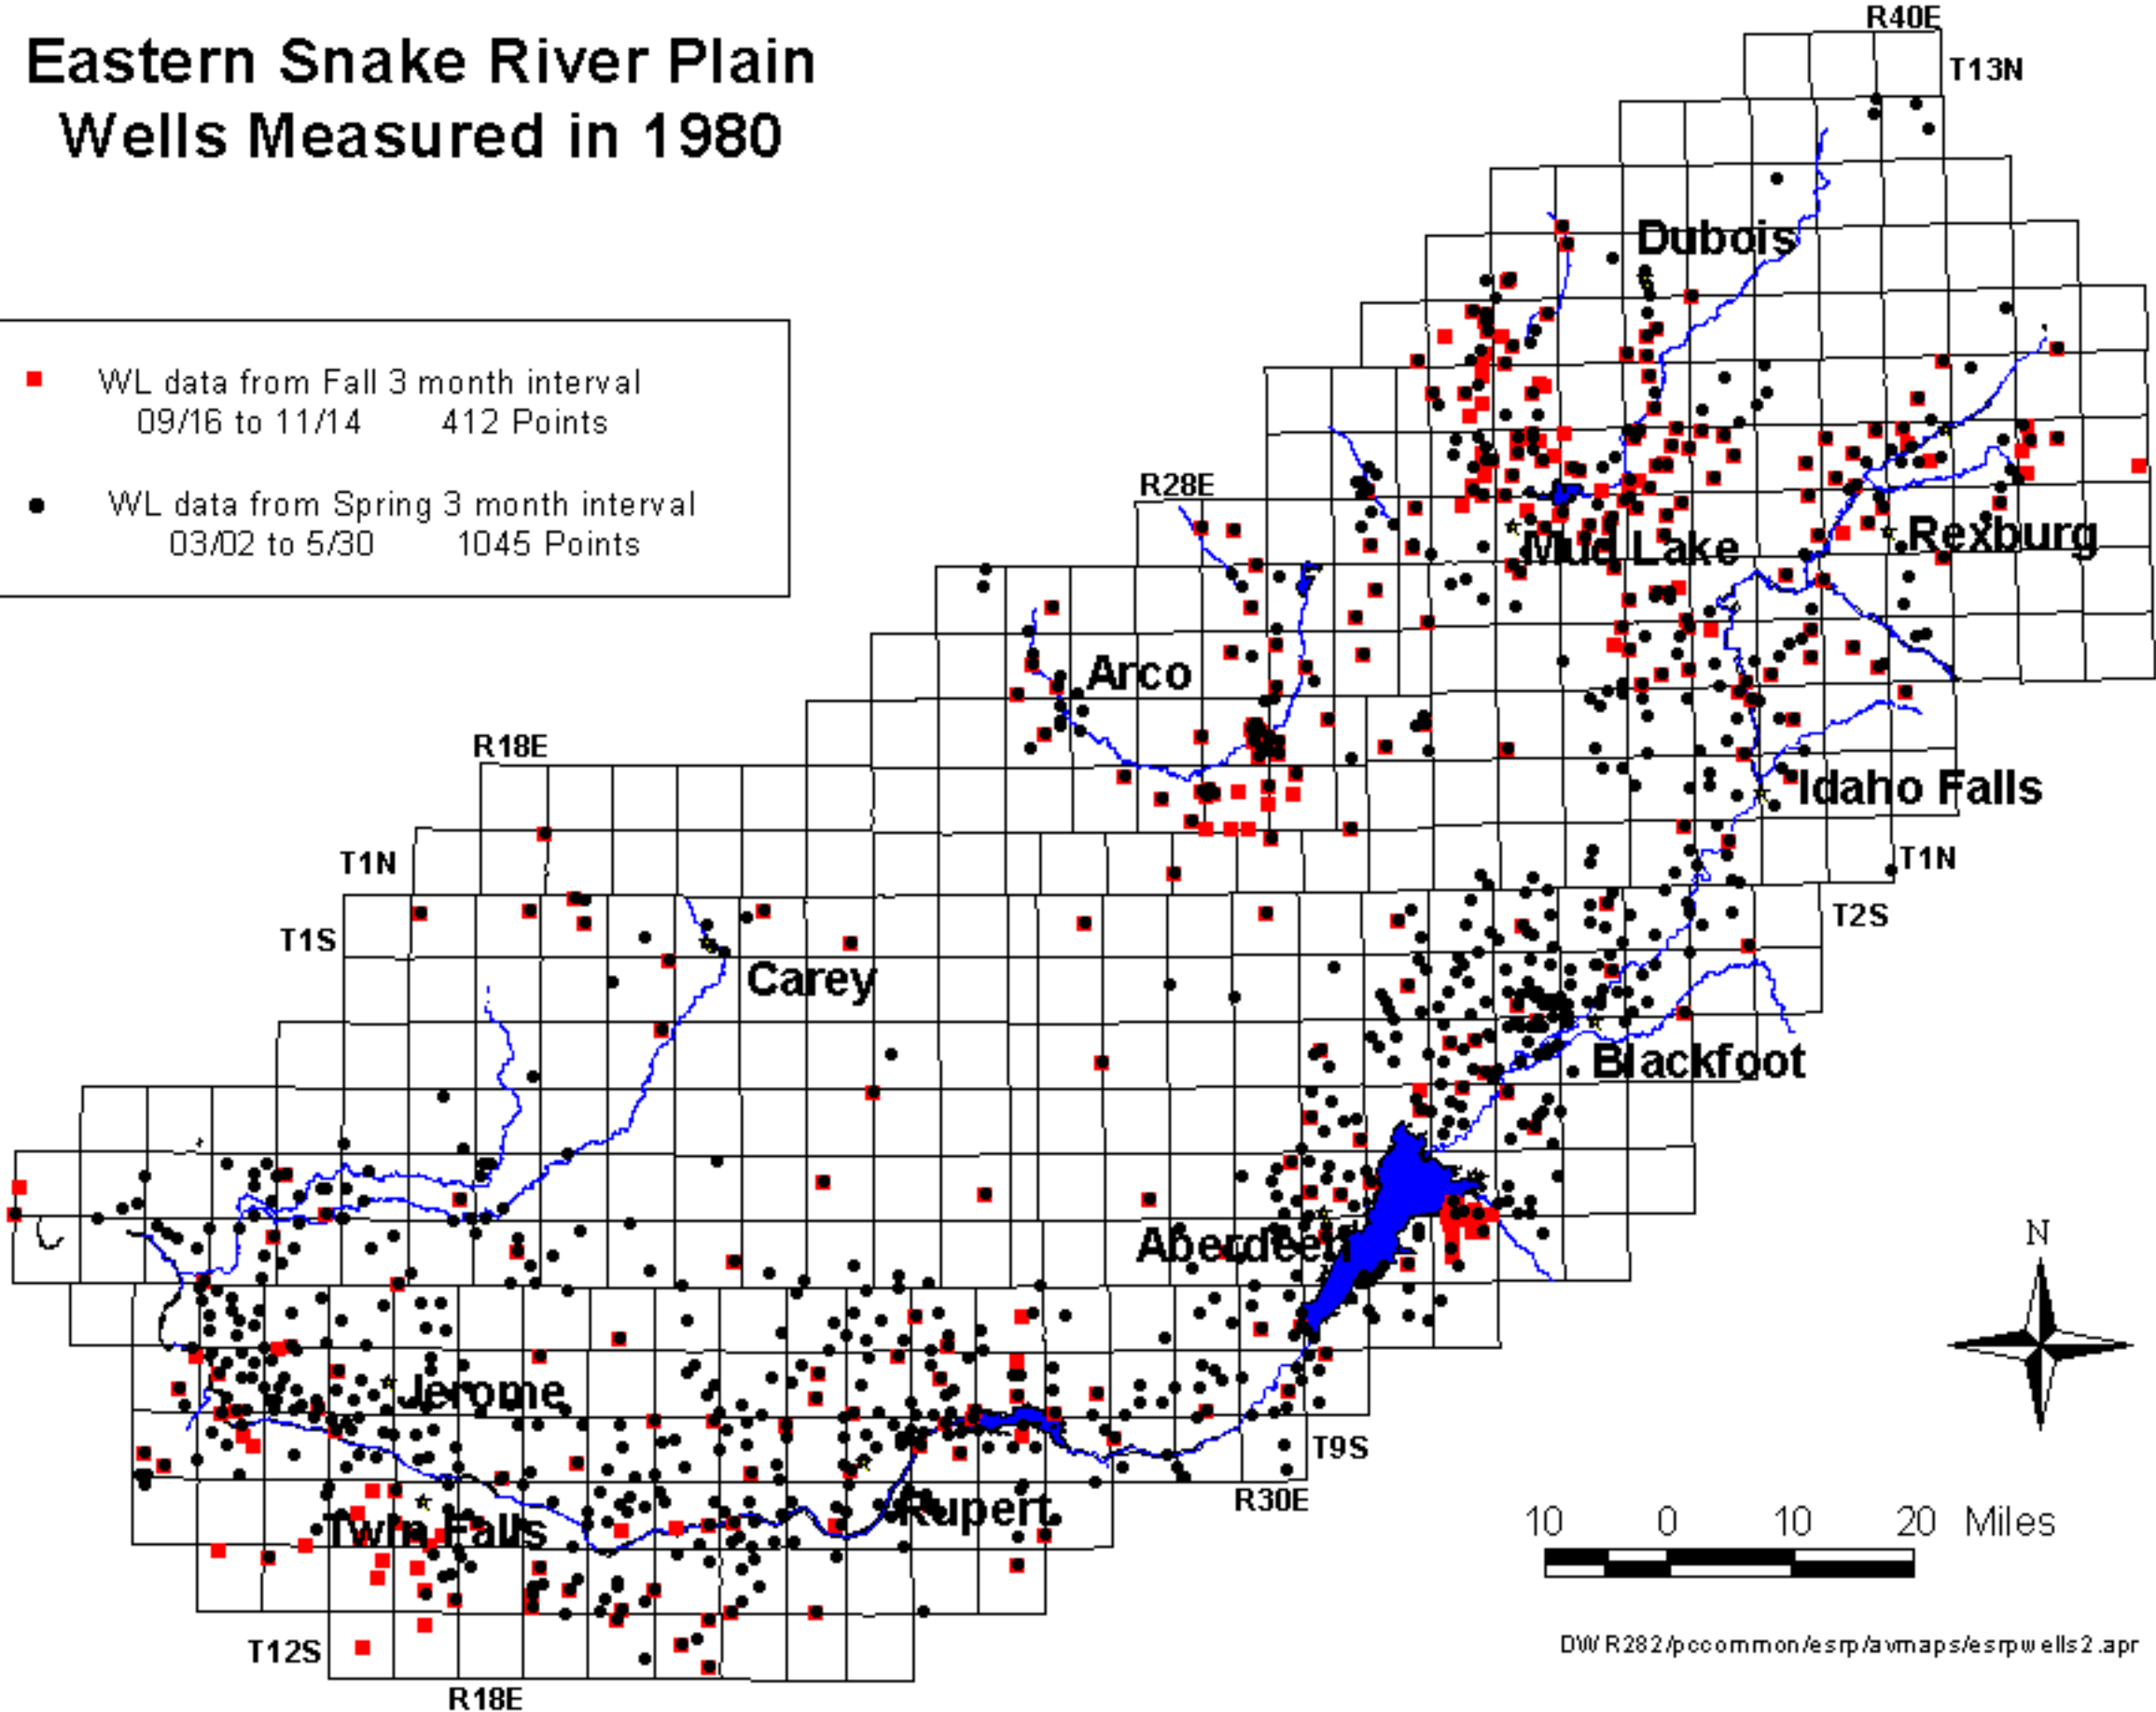 Eastern Snake River Plain
Wells Measured in 1980
R40E
T13N
Dubois
WL data from Fall 3 month interval
09/16 to 11/14 412 Points
WL data from Spring 3 month interval
03/02 to 5/30 1045 Points
R28E
Mud Lake
Rexburg
Arco
R18E
Idaho Falls
T1N
T1N
T2S
T1S
Carey
Blackfoot
Aberdeen
N
Jerome
T9S
R30E
Rupert
Twin Falls
10 0 10 20 Miles
T12S
R18E
DWR282/pccommon/esrp/avmaps/esrpwells2.apr